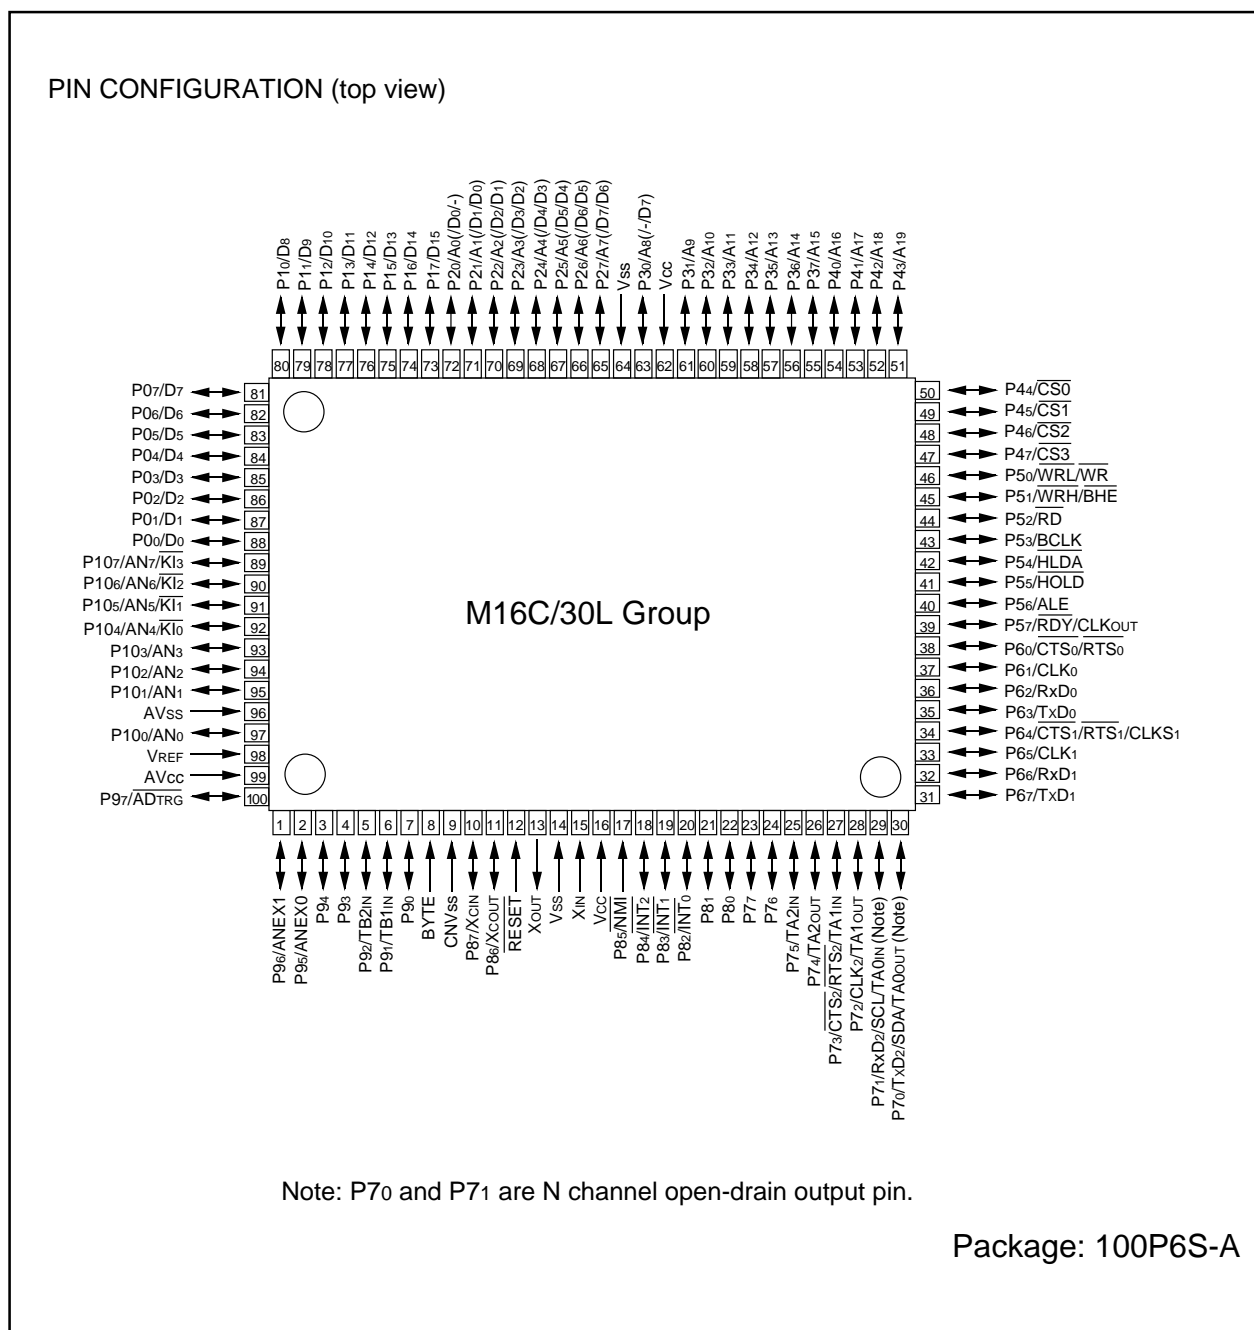 PIN CONFIGURATION (top view)
P10/D8
P11/D9
P12/D10
P13/D11
P14/D12
P15/D13
P16/D14
P17/D15
P20/A0(/D0/-)
P21/A1(/D1/D0)
P22/A2(/D2/D1)
P23/A3(/D3/D2)
P24/A4(/D4/D3)
P25/A5(/D5/D4)
P26/A6(/D6/D5)
P27/A7(/D7/D6)
Vss
P30/A8(/-/D7)
Vcc
P31/A9
P32/A10
P33/A11
P34/A12
P35/A13
P36/A14
P37/A15
P40/A16
P41/A17
P42/A18
P43/A19
80 79 78 77 76 75 74 73 72 71 70 69 68 67 66 65 64 63 62 61 60 59 58 57 56 55 54 53 52 51
P07/D7 81
P06/D6 82
P05/D5 83
P04/D4 84
P03/D3 85
P02/D2 86
P01/D1 87
P00/D0 88
P107/AN7/KI3 89
P106/AN6/KI2 90
P105/AN5/KI1 91
P104/AN4/KI0 92
P103/AN3 93
P102/AN2 94
P101/AN1 95
AVss 96
P100/AN0 97
VREF 98
AVcc 99
P97/ADTRG 100
M16C/30L Group
50 P44/CS0
49 P45/CS1
48 P46/CS2
47 P47/CS3
46 P50/WRL/WR
45 P51/WRH/BHE
44 P52/RD
43 P53/BCLK
42 P54/HLDA
41 P55/HOLD
40 P56/ALE
39 P57/RDY/CLKOUT
38 P60/CTS0/RTS0
37 P61/CLK0
36 P62/RxD0
35 P63/TxD0
34 P64/CTS1/RTS1/CLKS1
33 P65/CLK1
32 P66/RxD1
31 P67/TxD1
1 2 3 4 5 6 7 8 9 10 11 12 13 14 15 16 17 18 19 20 21 22 23 24 25 26 27 28 29 30
P96/ANEX1
P95/ANEX0
P94
P93
P92/TB2IN
P91/TB1IN
P90
BYTE
CNVss
P87/XCIN
P86/XCOUT
RESET
XOUT
Vss
XIN
Vcc
P85/NMI
P84/INT2
P83/INT1
P82/INT0
P81
P80
P77
P76
P75/TA2IN
P74/TA2OUT
P73/CTS2/RTS2/TA1IN
P72/CLK2/TA1OUT
P71/RxD2/SCL/TA0IN (Note)
P70/TxD2/SDA/TA0OUT (Note)
Note: P70 and P71 are N channel open-drain output pin.
Package: 100P6S-A